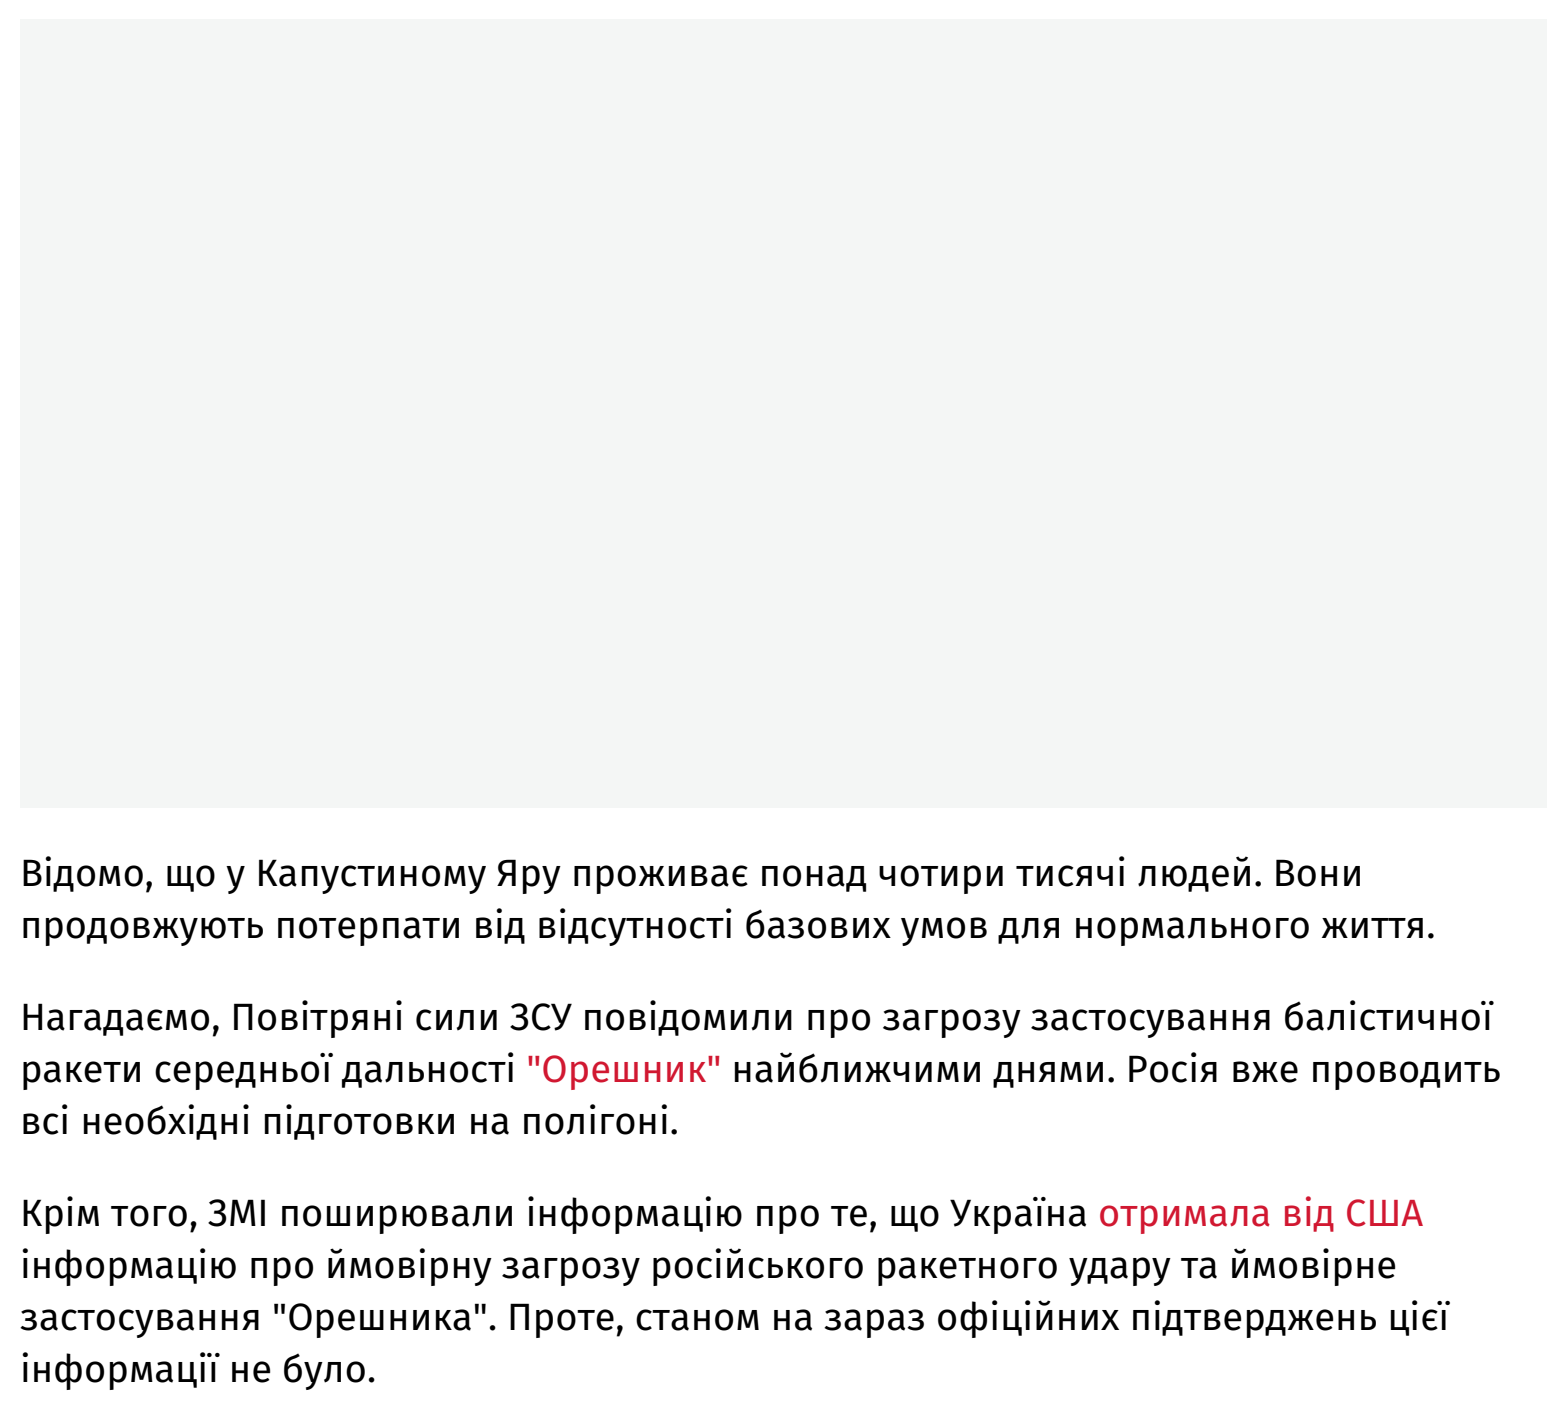 Відомо, що у Капустиному Яру проживає понад чотири тисячі людей. Вони
продовжують потерпати від відсутності базових умов для нормального життя.
Нагадаємо, Повітряні сили ЗСУ повідомили про загрозу застосування балістичної
ракети середньої дальності "Орешник" найближчими днями. Росія вже проводить
всі необхідні підготовки на полігоні.
Крім того, ЗМІ поширювали інформацію про те, що Україна отримала від США
інформацію про ймовірну загрозу російського ракетного удару та ймовірне
застосування "Орешника". Проте, станом на зараз офіційних підтверджень цієї
інформації не було.